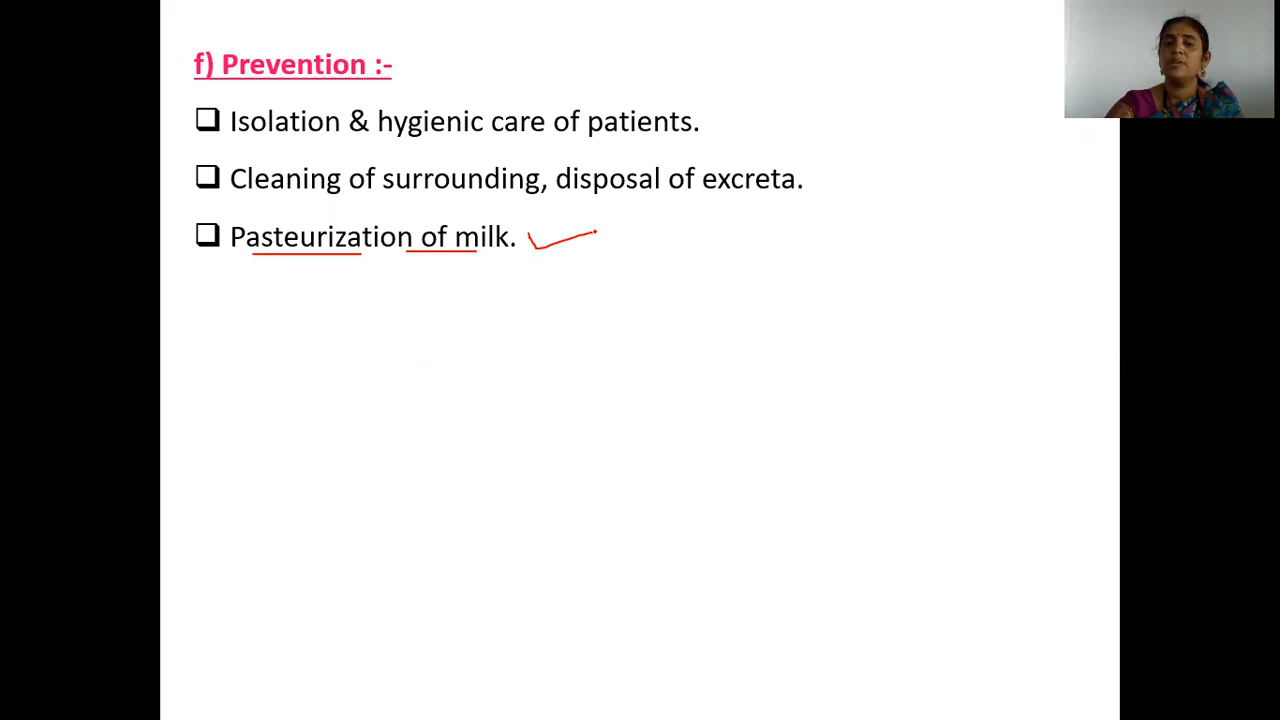 f) Prevention :-
❑ Isolation & hygienic care of patients.
❑ Cleaning of surrounding, disposal of excreta.
❑ Pasteurization of milk.